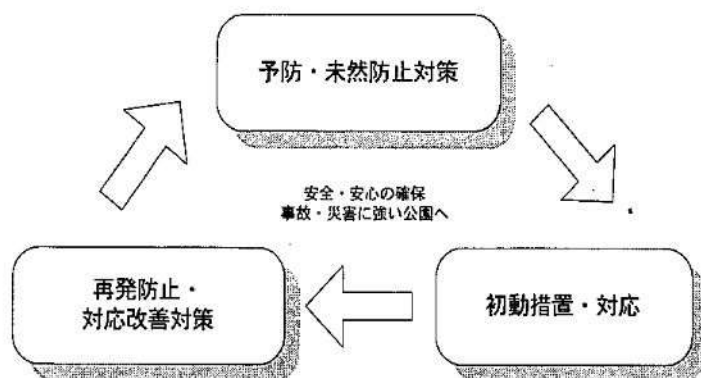 予防・未然防止対策
安全・安心の確保
事故・災害に強い公園へ
再発防止・
対応改善対策
初動措置・対応